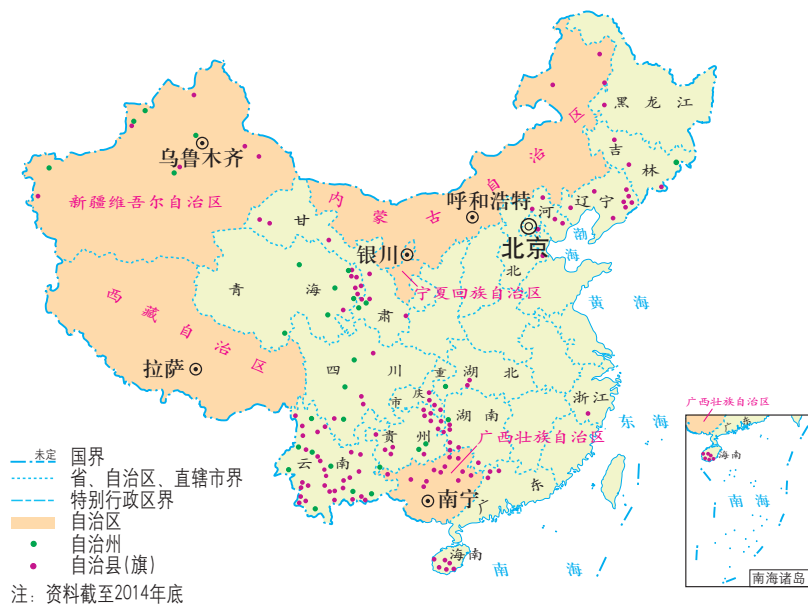 黑龙江
吉林
辽宁
内蒙古自治区
呼和浩特
乌鲁木齐
新疆维吾尔自治区
甘肃
银川
宁夏回族自治区
北京
河北
渤海
黄海
青海
西藏自治区
拉萨
四川
重庆市
湖北
湖南
浙江
东海
贵州
云南
广西壮族自治区
南宁
广东
海南
南海
广西壮族自治区
广东
海南
南海
南海诸岛
未定 国界
省、自治区、直辖市界
特别行政区界
自治区
自治州
自治县(旗)
注：资料截至2014年底